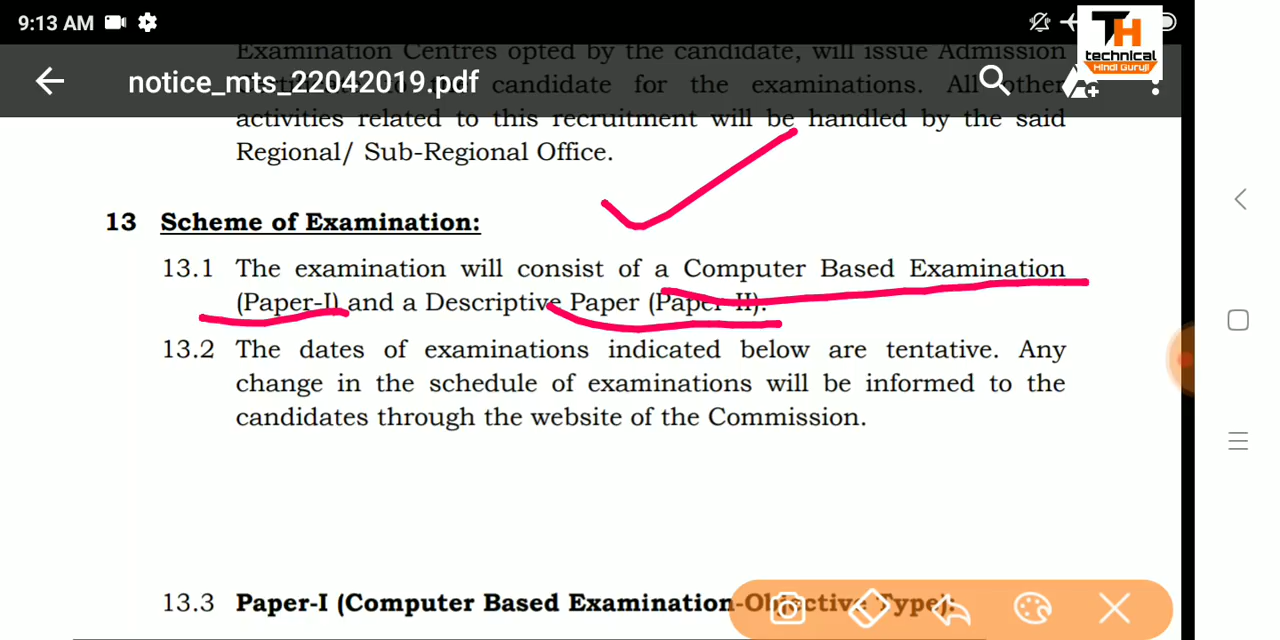 9:13 AM
Examination Centres opted by the candidate, will issue Admission
notice_mts_22042019.pdf
candidate for the examinations. All other
activities related to this recruitment will be handled by the said
Regional/ Sub-Regional Office.
TH
technical
Hindi Guruji
13 Scheme of Examination:
13.1 The examination will consist of a Computer Based Examination
(Paper-I) and a Descriptive Paper (Paper-II).
13.2 The dates of examinations indicated below are tentative. Any
change in the schedule of examinations will be informed to the
candidates through the website of the Commission.
13.3 Paper-I (Computer Based Examination-Objective Type):